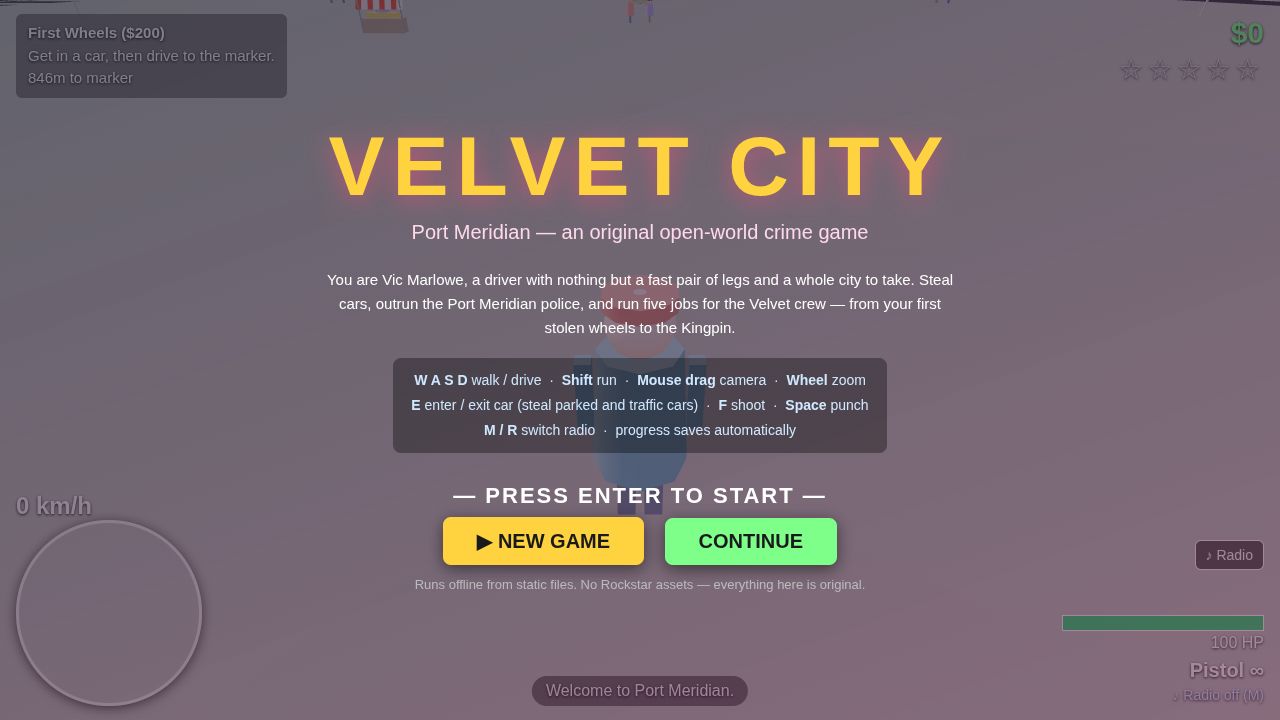 First Wheels ($200)
Get in a car, then drive to the marker.
846m to marker
$0
☆☆☆☆☆
VELVET CITY
Port Meridian — an original open-world crime game
You are Vic Marlowe, a driver with nothing but a fast pair of legs and a whole city to take. Steal
cars, outrun the Port Meridian police, and run five jobs for the Velvet crew — from your first
stolen wheels to the Kingpin.
W A S D walk / drive · Shift run · Mouse drag camera · Wheel zoom
E enter / exit car (steal parked and traffic cars) · F shoot · Space punch
M / R switch radio · progress saves automatically
— PRESS ENTER TO START —
0 km/h
▶ NEW GAME
CONTINUE
♪ Radio
Runs offline from static files. No Rockstar assets — everything here is original.
100 HP
Pistol ∞
♪ Radio off (M)
Welcome to Port Meridian.